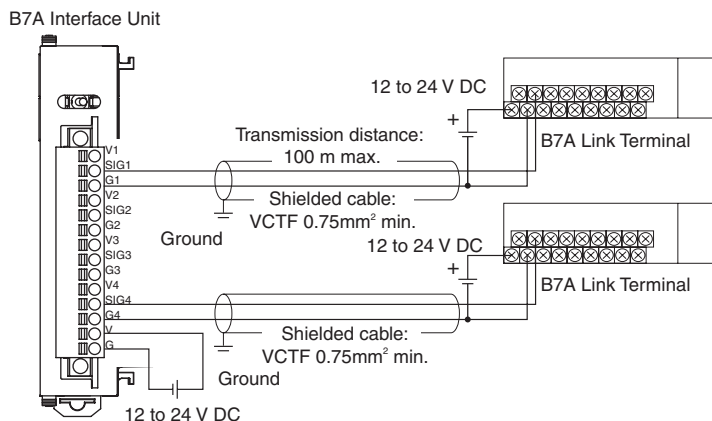 B7A Interface Unit
12 to 24 V DC
+
Transmission distance:
100 m max.
B7A Link Terminal
V1
SIG1
G1
V2
SIG2
G2
V3
SIG3
G3
V4
SIG4
G4
V
G
Shielded cable:
VCTF 0.75mm² min.
Ground
12 to 24 V DC
+
B7A Link Terminal
Shielded cable:
VCTF 0.75mm² min.
Ground
12 to 24 V DC